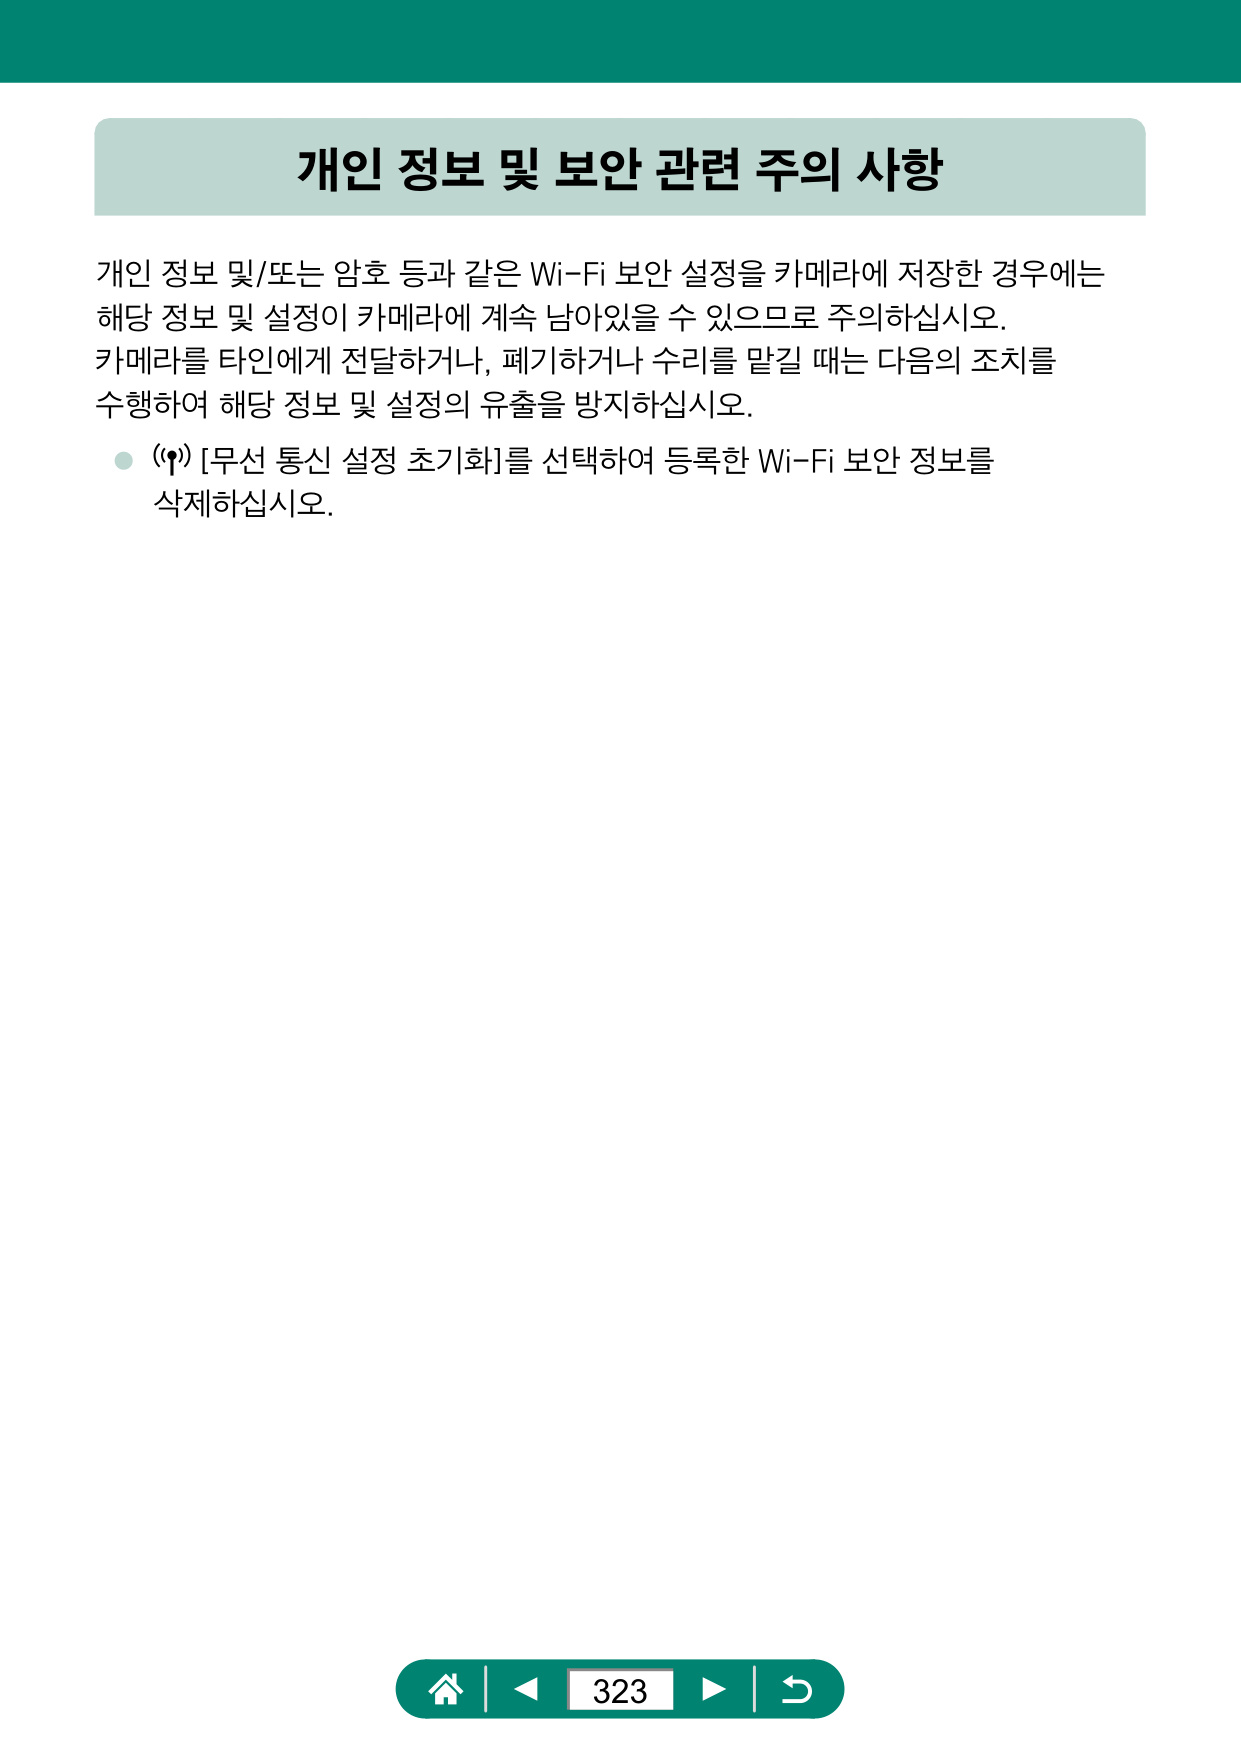 개인 정보 및 보안 관련 주의 사항
개인 정보 및/또는 암호 등과 같은 Wi-Fi 보안 설정을 카메라에 저장한 경우에는
해당 정보 및 설정이 카메라에 계속 남아있을 수 있으므로 주의하십시오.
카메라를 타인에게 전달하거나, 폐기하거나 수리를 맡길 때는 다음의 조치를
수행하여 해당 정보 및 설정의 유출을 방지하십시오.
[무선 통신 설정 초기화]를 선택하여 등록한 Wi-Fi 보안 정보를
삭제하십시오.
323